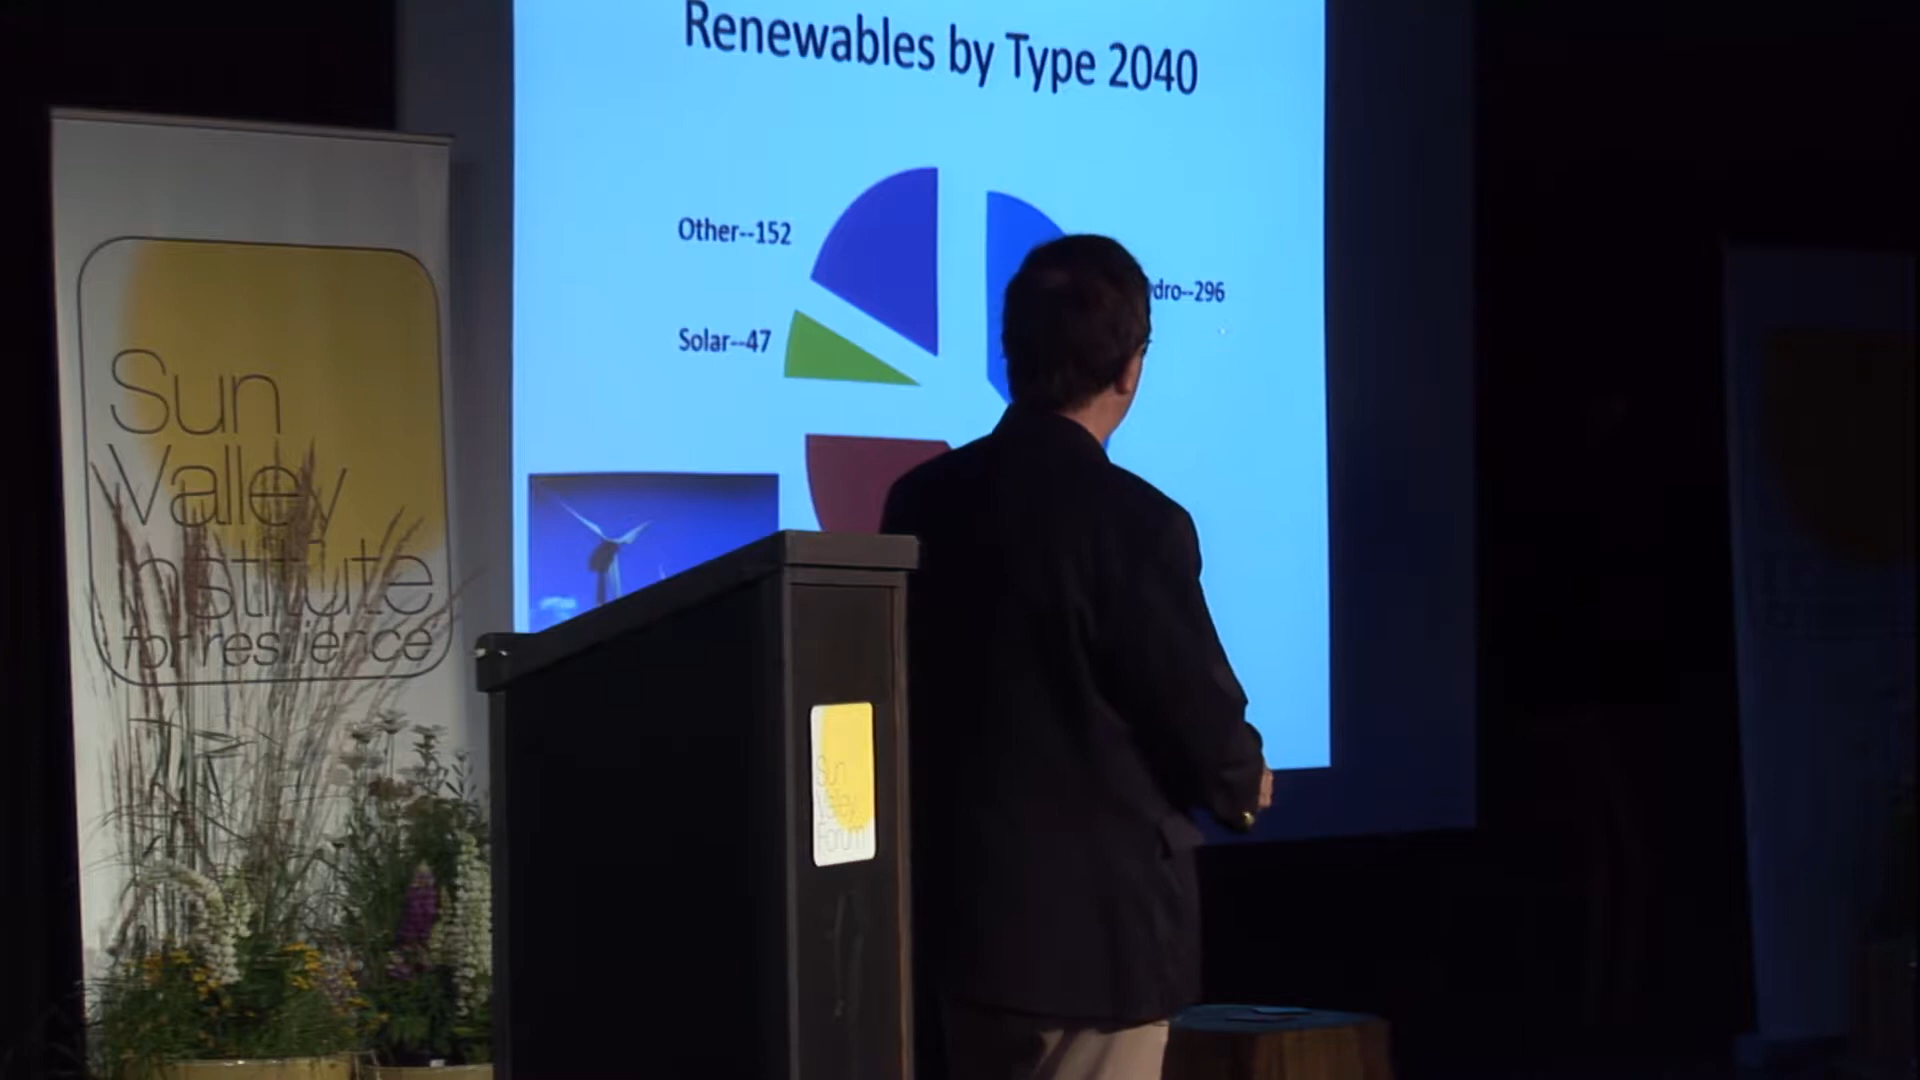 Renewables by Type 2040
Other--152
dro--296
Solar--47
Sun
Valley
Institute
for resilience
Sun
Valley
Forum